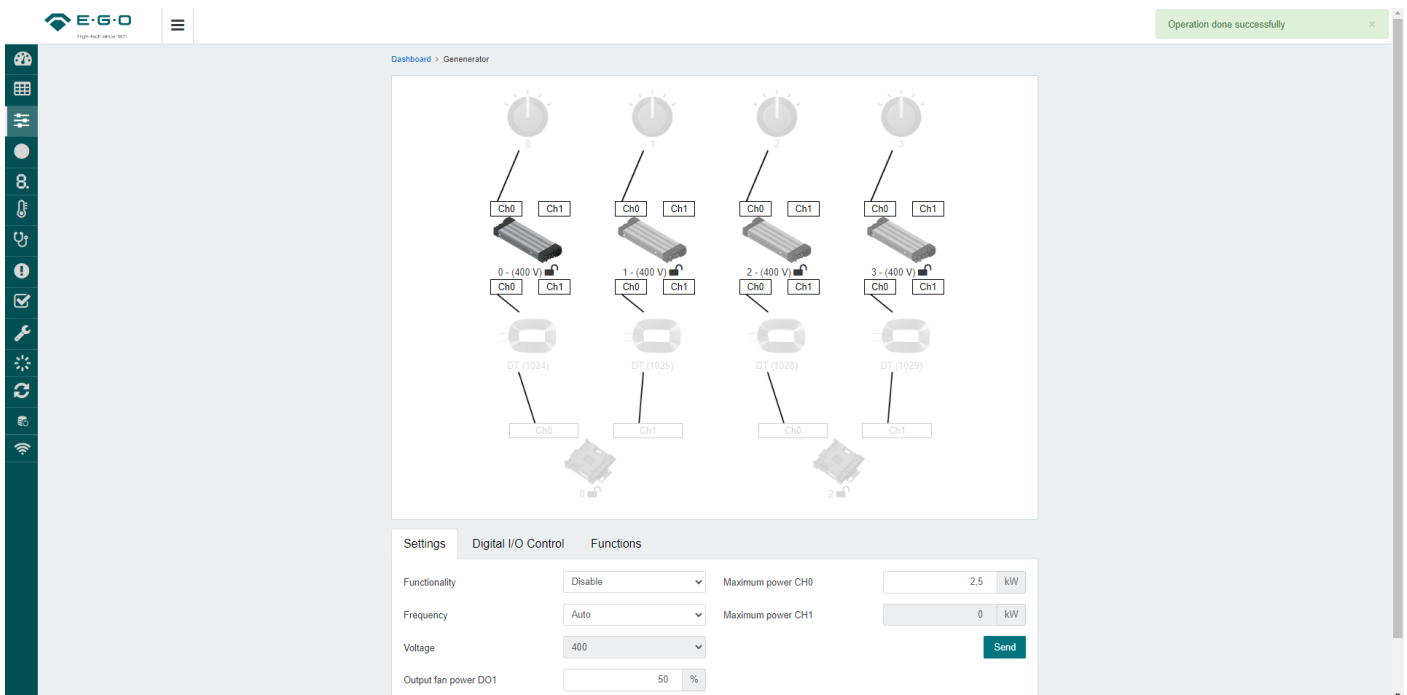 E·G·O
High-tech since 1931
Operation done successfully ×
Dashboard > Genenerator
0 1 2 3
Ch0 Ch1 Ch0 Ch1 Ch0 Ch1 Ch0 Ch1
0 - (400 V) 1 - (400 V) 2 - (400 V) 3 - (400 V)
Ch0 Ch1 Ch0 Ch1 Ch0 Ch1 Ch0 Ch1
DT (1024) DT (1025) DT (1028) DT (1029)
Ch0 Ch1 Ch0 Ch1
0 2
8.
Settings Digital I/O Control Functions
Functionality Disable Maximum power CH0 2,5 kW
Frequency Auto Maximum power CH1 0 kW
Voltage 400 Send
Output fan power DO1 50 %